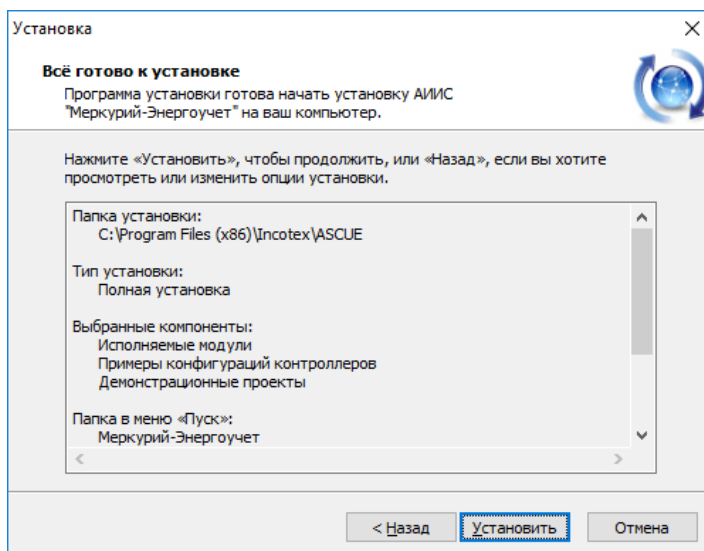 Установка
Всё готово к установке
Программа установки готова начать установку АИИС
"Меркурий-Энергоучет" на ваш компьютер.
Нажмите «Установить», чтобы продолжить, или «Назад», если вы хотите
просмотреть или изменить опции установки.
Папка установки:
C:\Program Files (x86)\Incotex\ASCUE
Тип установки:
Полная установка
Выбранные компоненты:
Исполняемые модули
Примеры конфигураций контроллеров
Демонстрационные проекты
Папка в меню «Пуск»:
Меркурий-Энергоучет
< Назад Установить Отмена